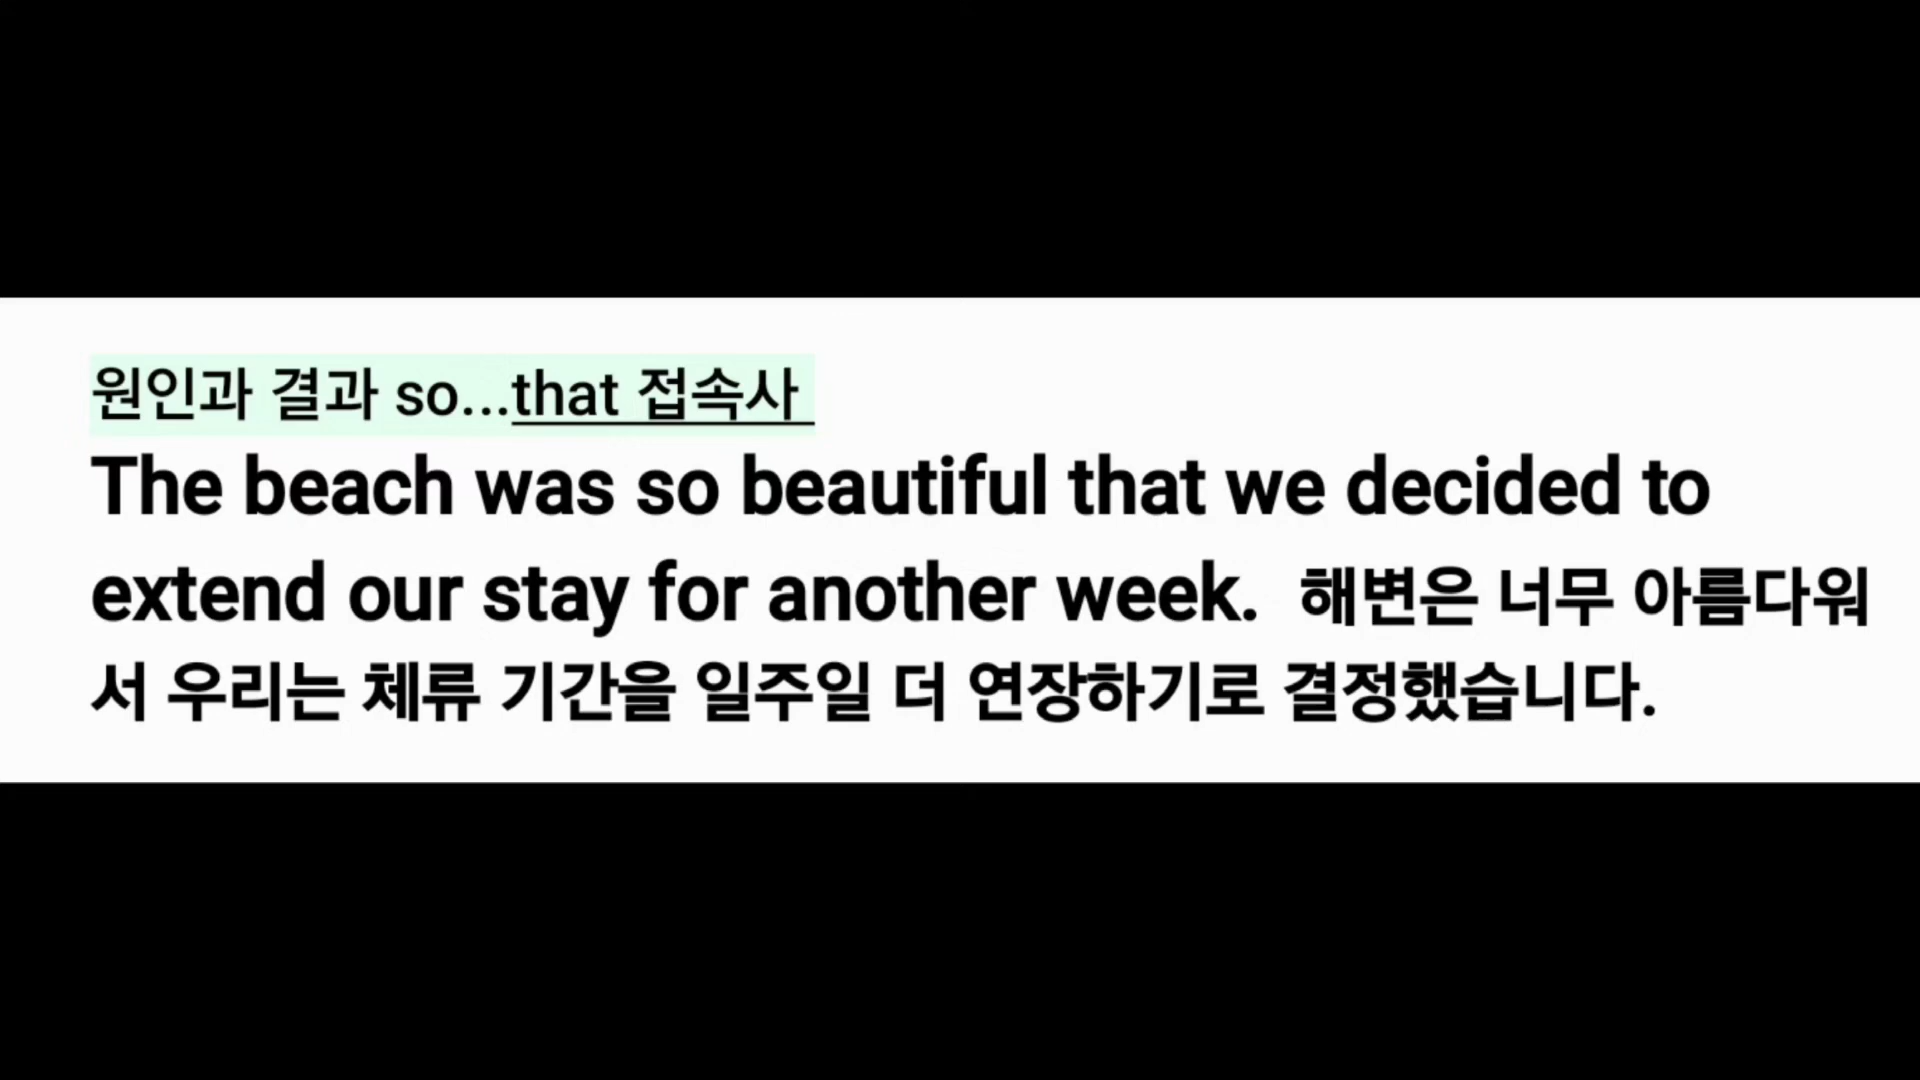 원인과 결과 so...that 접속사
The beach was so beautiful that we decided to
extend our stay for another week. 해변은 너무 아름다워
서 우리는 체류 기간을 일주일 더 연장하기로 결정했습니다.